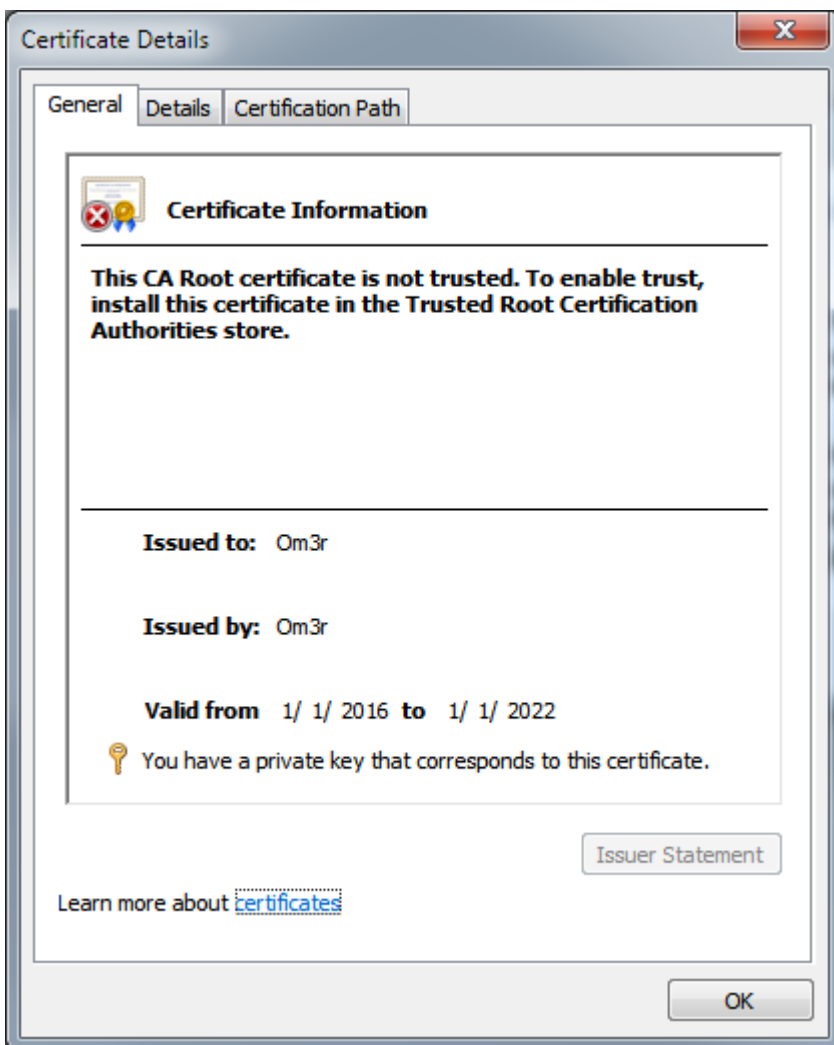 Certificate Details
General Details Certification Path
Certificate Information
This CA Root certificate is not trusted. To enable trust,
install this certificate in the Trusted Root Certification
Authorities store.
Issued to: Om3r
Issued by: Om3r
Valid from 1/ 1/ 2016 to 1/ 1/ 2022
You have a private key that corresponds to this certificate.
Issuer Statement
Learn more about certificates
OK